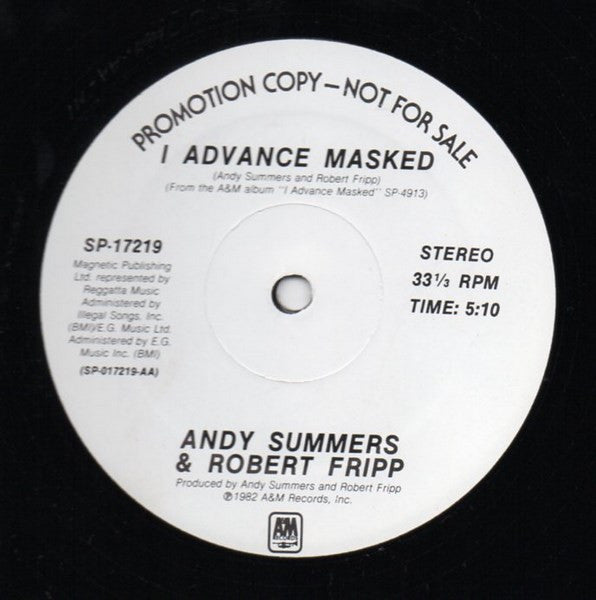 PROMOTION COPY—NOT FOR SALE
I ADVANCE MASKED
(Andy Summers and Robert Fripp)
(From the A&M album "I Advance Masked" SP-4913)
SP-17219
Magnetic Publishing
Ltd. represented by
Reggatta Music
Administered by
Illegal Songs, Inc.
(BMI)/E.G. Music Ltd.
Administered by E.G.
Music Inc. (BMI)
(SP-017219-AA)
STEREO
33⅓ RPM
TIME: 5:10
ANDY SUMMERS
& ROBERT FRIPP
Produced by Andy Summers and Robert Fripp
℗1982 A&M Records, Inc.
A&M
RECORDS